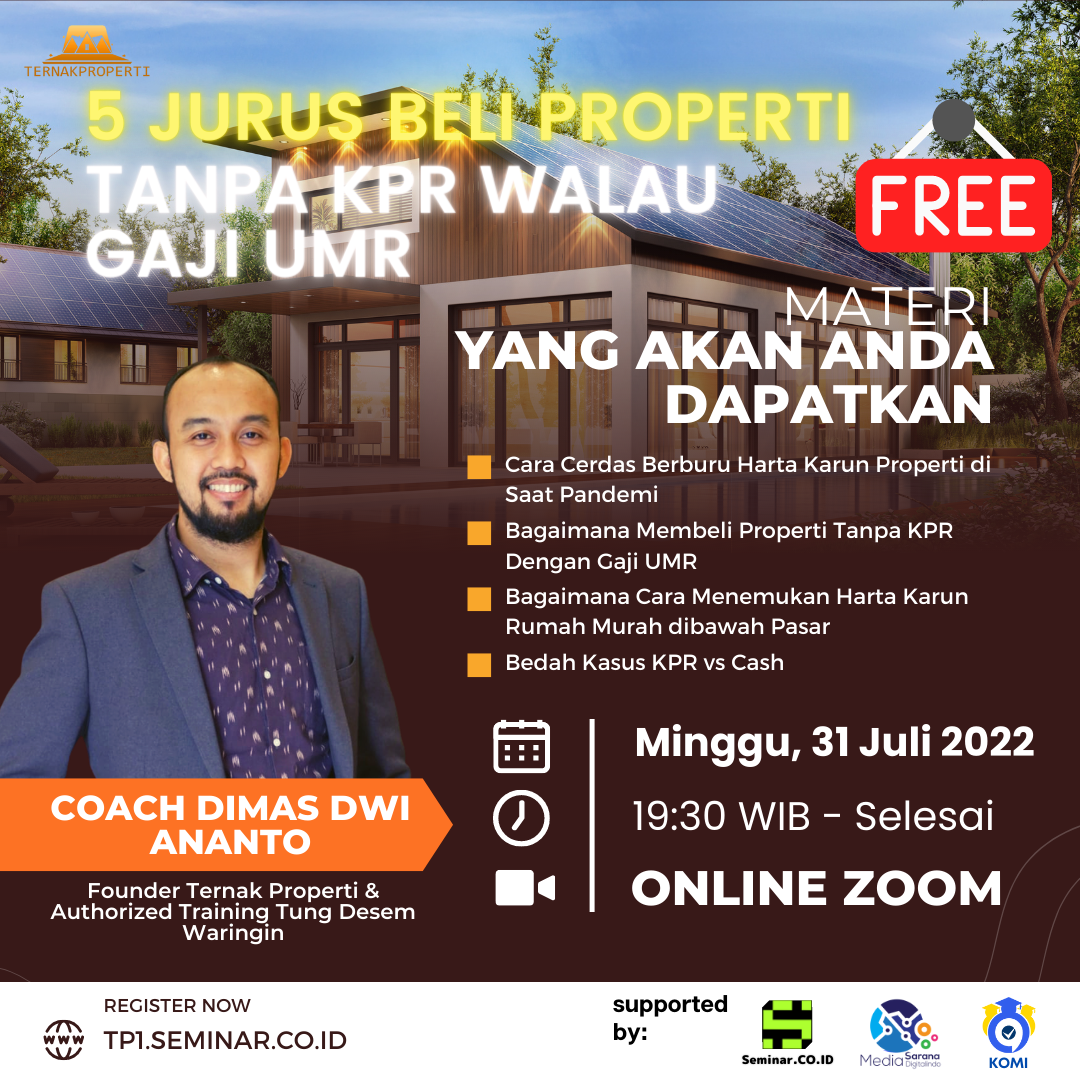 TERNAKPROPERTI
5 JURUS BELI PROPERTI
TANPA KPR WALAU
GAJI UMR
FREE
MATERI
YANG AKAN ANDA
DAPATKAN
Cara Cerdas Berburu Harta Karun Properti di
Saat Pandemi
Bagaimana Membeli Properti Tanpa KPR
Dengan Gaji UMR
Bagaimana Cara Menemukan Harta Karun
Rumah Murah dibawah Pasar
Bedah Kasus KPR vs Cash
Minggu, 31 Juli 2022
19:30 WIB - Selesai
ONLINE ZOOM
COACH DIMAS DWI
ANANTO
Founder Ternak Properti &
Authorized Training Tung Desem
Waringin
REGISTER NOW
www
TP1.SEMINAR.CO.ID
supported
by:
Seminar.CO.ID
Media Sarana
Digitalindo
KOMI